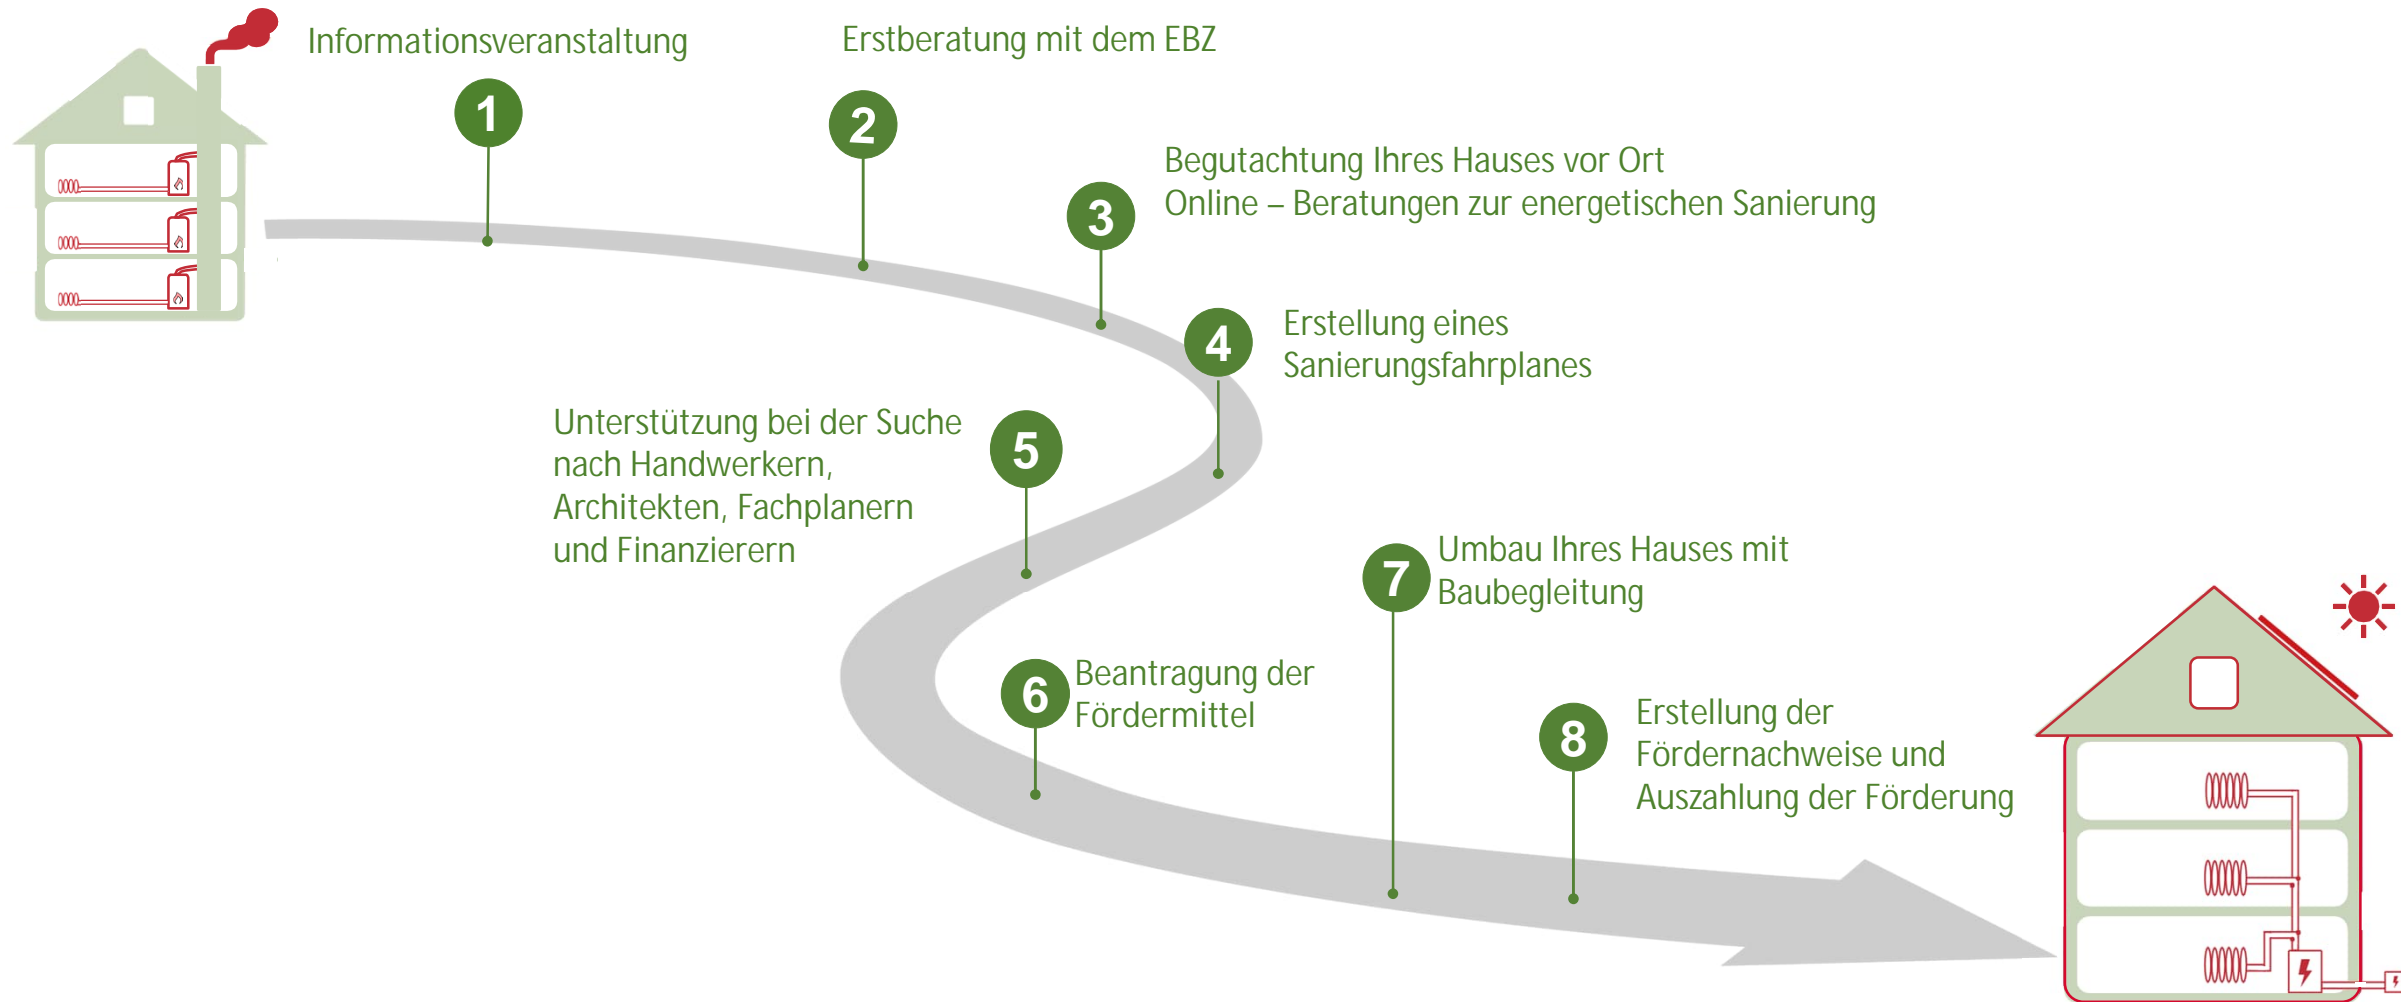 Informationsveranstaltung
1
Erstberatung mit dem EBZ
2
Begutachtung Ihres Hauses vor Ort
Online – Beratungen zur energetischen Sanierung
3
4
Erstellung eines
Sanierungsfahrplanes
Unterstützung bei der Suche
nach Handwerkern,
Architekten, Fachplanern
und Finanzierern
5
6
Beantragung der
Fördermittel
7
Umbau Ihres Hauses mit
Baubegleitung
8
Erstellung der
Fördernachweise und
Auszahlung der Förderung